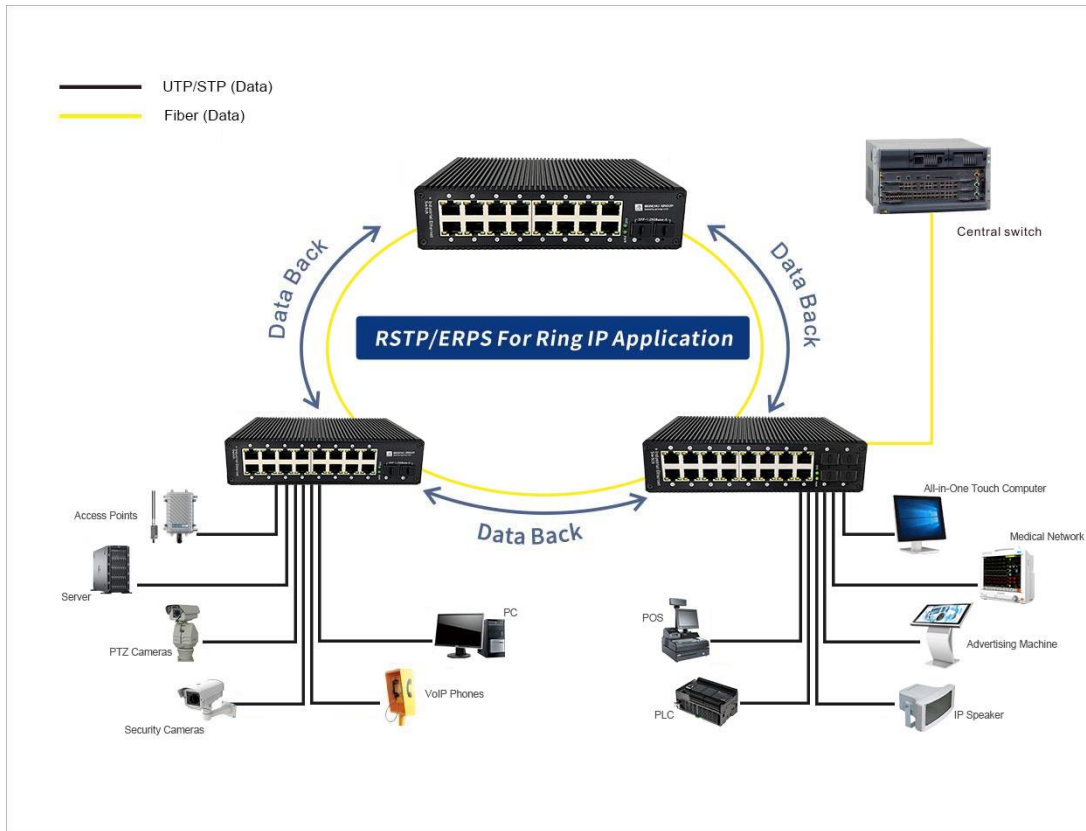 UTP/STP (Data)
Fiber (Data)
Central switch
Data Back
Data Back
RSTP/ERPS For Ring IP Application
Data Back
Access Points
Server
PTZ Cameras
Security Cameras
PC
VoIP Phones
All-in-One Touch Computer
Medical Network
POS
Advertising Machine
PLC
IP Speaker